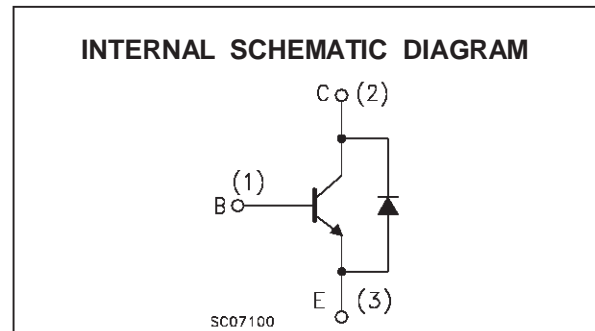 INTERNAL SCHEMATIC DIAGRAM
C (2)
(1)
B
E (3)
SC07100